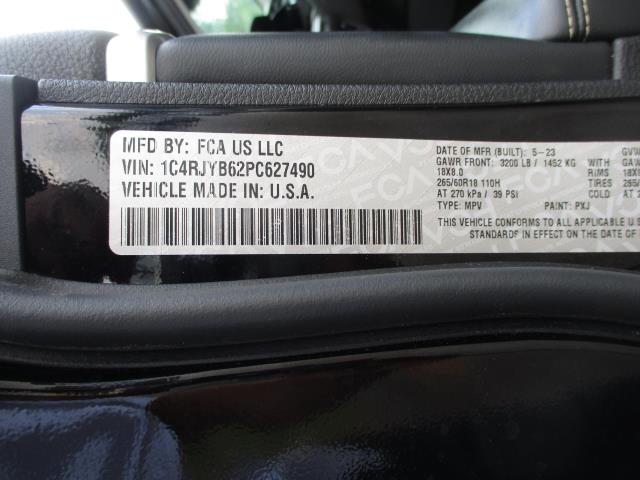 MFD BY: FCA US LLC
VIN: 1C4RJYB62PC627490
VEHICLE MADE IN U.S.A.
DATE OF MFR (BUILT): 5-23
GAWR FRONT: 3200 LB / 1452 KG
18X8.0 RIMS
265/60R18 110H TIRES
AT 270 kPa / 39 PSI COLD
TYPE: MPV PAINT: PXJ
THIS VEHICLE CONFORMS TO ALL APPLICABLE U.S
STANDARDS IN EFFECT ON THE DATE OF